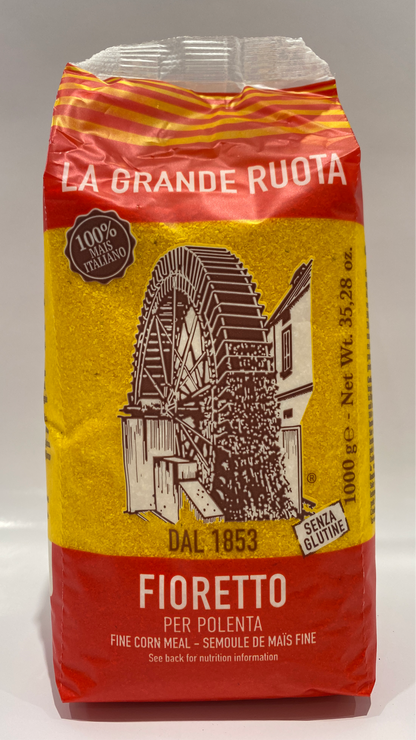 LA GRANDE RUOTA
100%
MAIS
ITALIANO
1000 g e - Net Wt. 35,28 oz.
®
DAL 1853
SENZA
GLUTINE
FIORETTO
PER POLENTA
FINE CORN MEAL – SEMOULE DE MAÏS FINE
See back for nutrition information